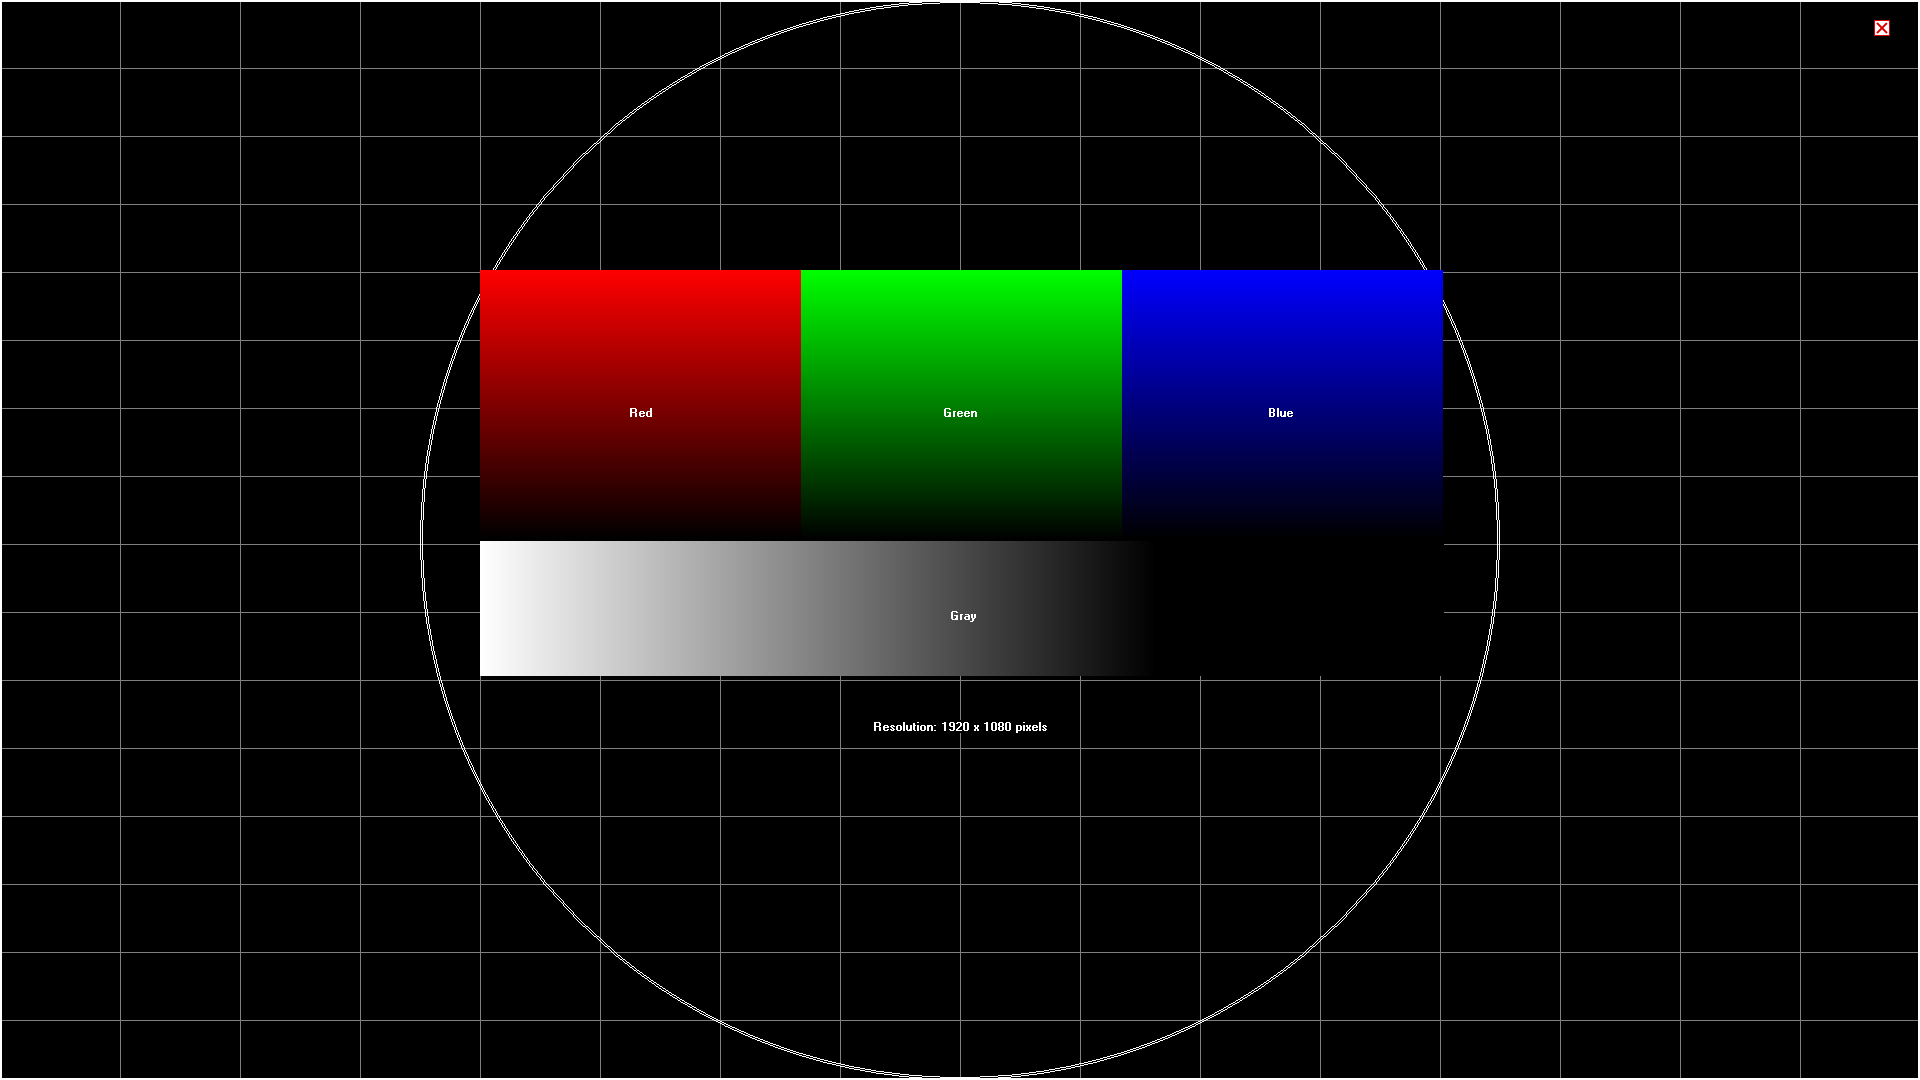 Red
Green
Blue
Gray
Resolution: 1920 x 1080 pixels